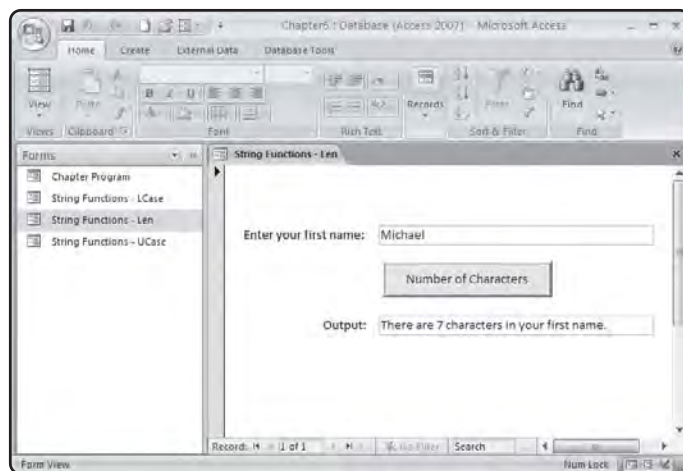 Chapter5 : Database (Access 2007) - Microsoft Access
Home Create External Data Database Tools
View Paste B I U Records Filter Find
Views Clipboard Font Rich Text Sort & Filter Find
Forms
Chapter Program
String Functions - LCase
String Functions - Len
String Functions - UCase
String Functions - Len
Enter your first name: Michael
Number of Characters
Output: There are 7 characters in your first name.
Record: 1 of 1 No Filter Search
Form View Num Lock